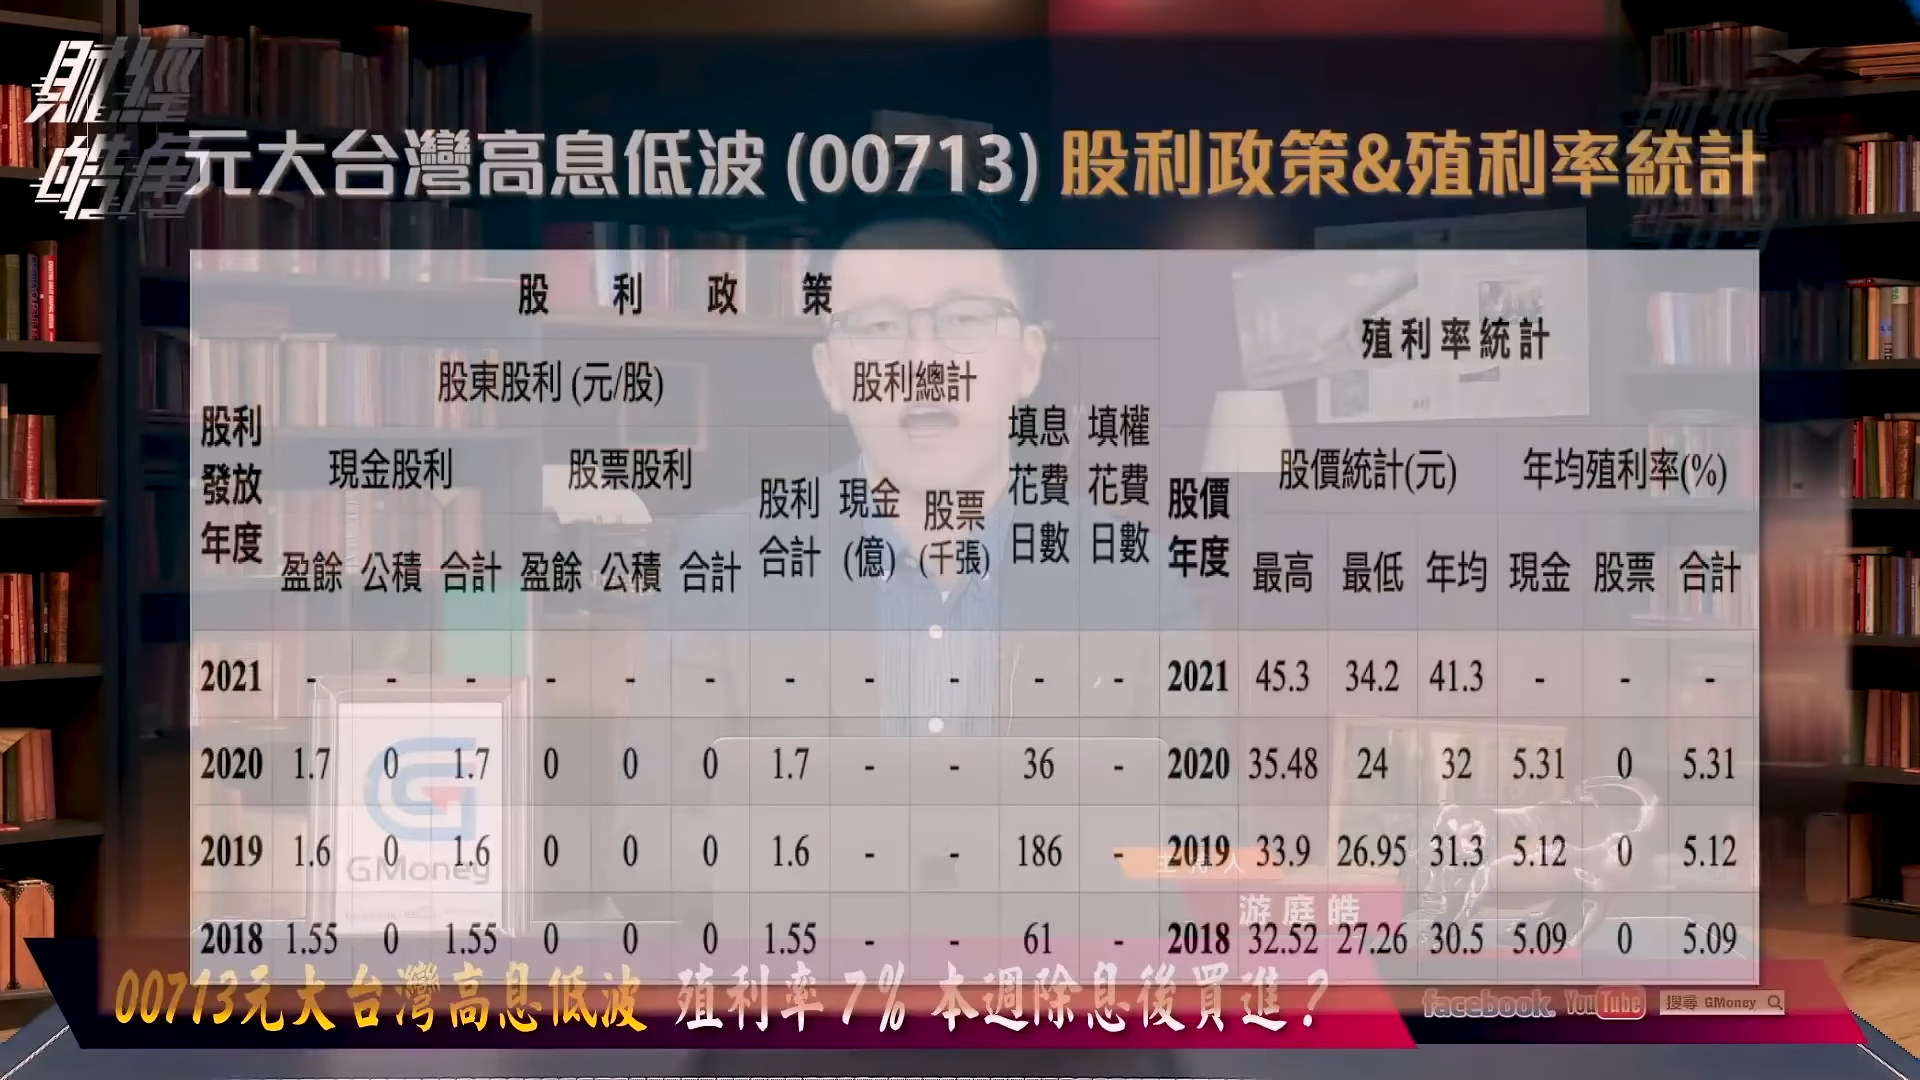 財經
皓角
元大台灣高息低波 (00713) 股利政策&殖利率統計
股 利 政 策
殖利率統計
股東股利 (元/股)
股利總計
股利
發放
年度
填息
花費
日數
填權
花費
日數
股價
年度
現金股利
股票股利
股利
合計
現金
(億)
股票
(千張)
股價統計(元)
年均殖利率(%)
盈餘 公積 合計 盈餘 公積 合計
最高 最低 年均 現金 股票 合計
2021 - - - - - - - - - - - 2021 45.3 34.2 41.3 - - -
2020 1.7 0 1.7 0 0 0 1.7 - - 36 - 2020 35.48 24 32 5.31 0 5.31
2019 1.6 0 1.6 0 0 0 1.6 - - 186 - 2019 33.9 26.95 31.3 5.12 0 5.12
2018 1.55 0 1.55 0 0 0 1.55 - - 61 - 2018 32.52 27.26 30.5 5.09 0 5.09
GMoney
主持人
游庭皓
00713元大台灣高息低波 殖利率7% 本週除息後買進?
facebook. YouTube 搜尋 GMoney